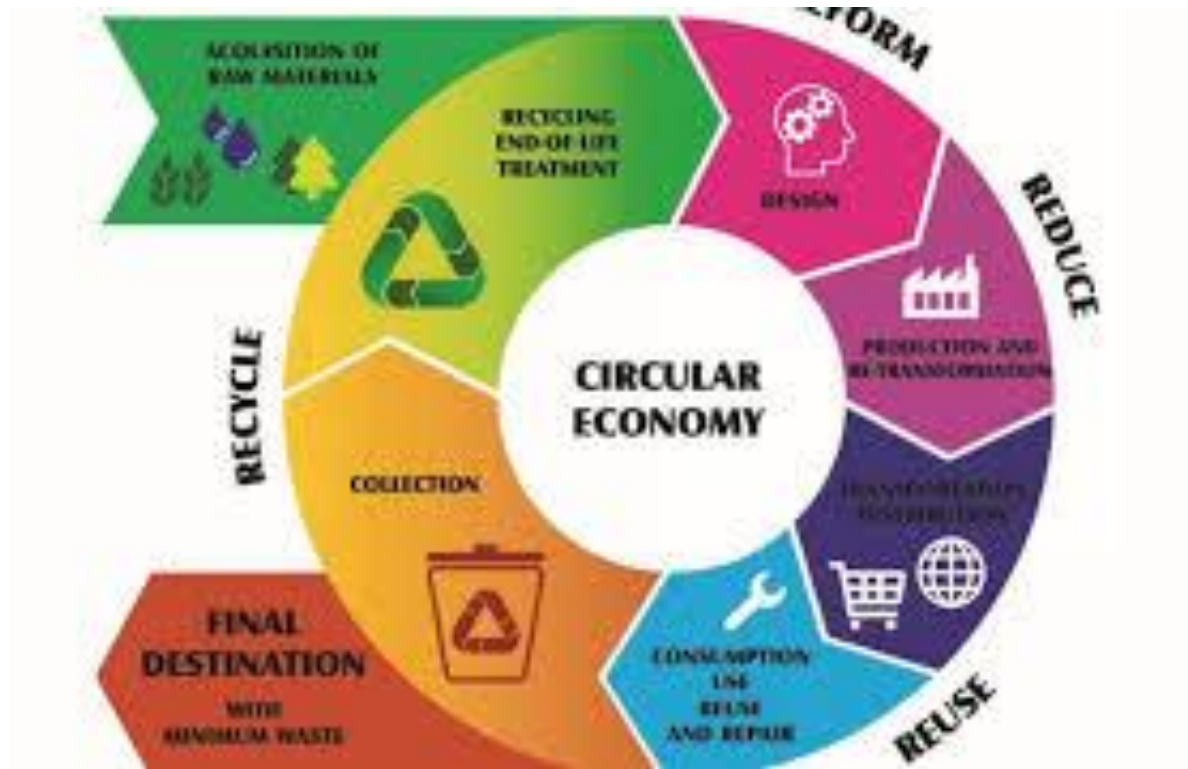 ACQUISITION OF
RAW MATERIALS
RECYCLING
END-OF-LIFE
TREATMENT
DESIGN
REDUCE
PRODUCTION AND
RE-TRANSFORMATION
CIRCULAR
ECONOMY
RECYCLE
COLLECTION
DISTRIBUTION
FINAL
DESTINATION
WITH
MINIMUM WASTE
CONSUMPTION
USE
REUSE
AND REPAIR
REUSE